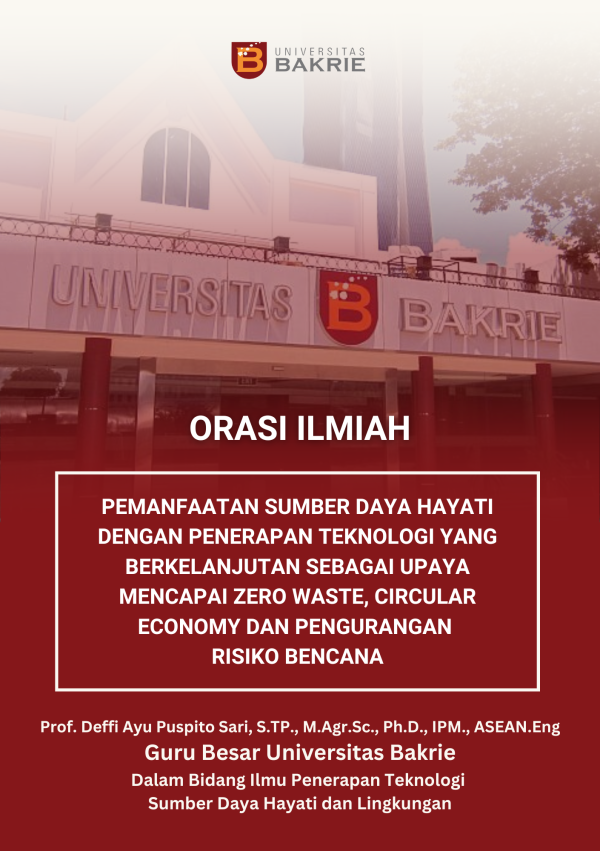 UNIVERSITAS
BAKRIE
UNIVERSITAS B BAKRIE
ORASI ILMIAH
PEMANFAATAN SUMBER DAYA HAYATI
DENGAN PENERAPAN TEKNOLOGI YANG
BERKELANJUTAN SEBAGAI UPAYA
MENCAPAI ZERO WASTE, CIRCULAR
ECONOMY DAN PENGURANGAN
RISIKO BENCANA
Prof. Deffi Ayu Puspito Sari, S.TP., M.Agr.Sc., Ph.D., IPM., ASEAN.Eng
Guru Besar Universitas Bakrie
Dalam Bidang Ilmu Penerapan Teknologi
Sumber Daya Hayati dan Lingkungan